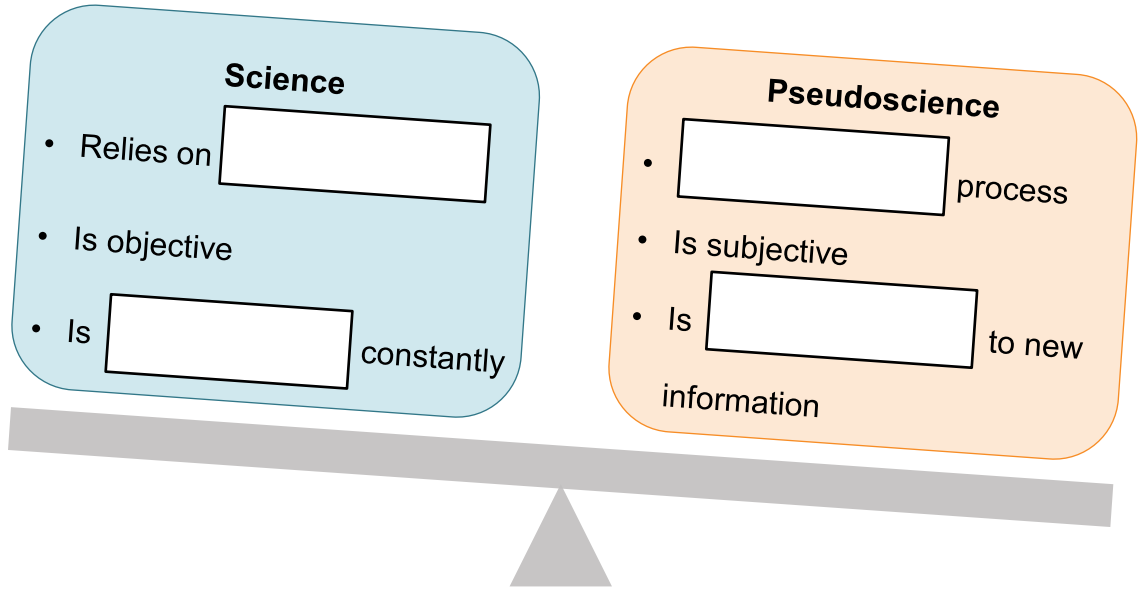 Science
• Relies on
• Is objective
• Is constantly
Pseudoscience
• process
• Is subjective
• Is to new
information